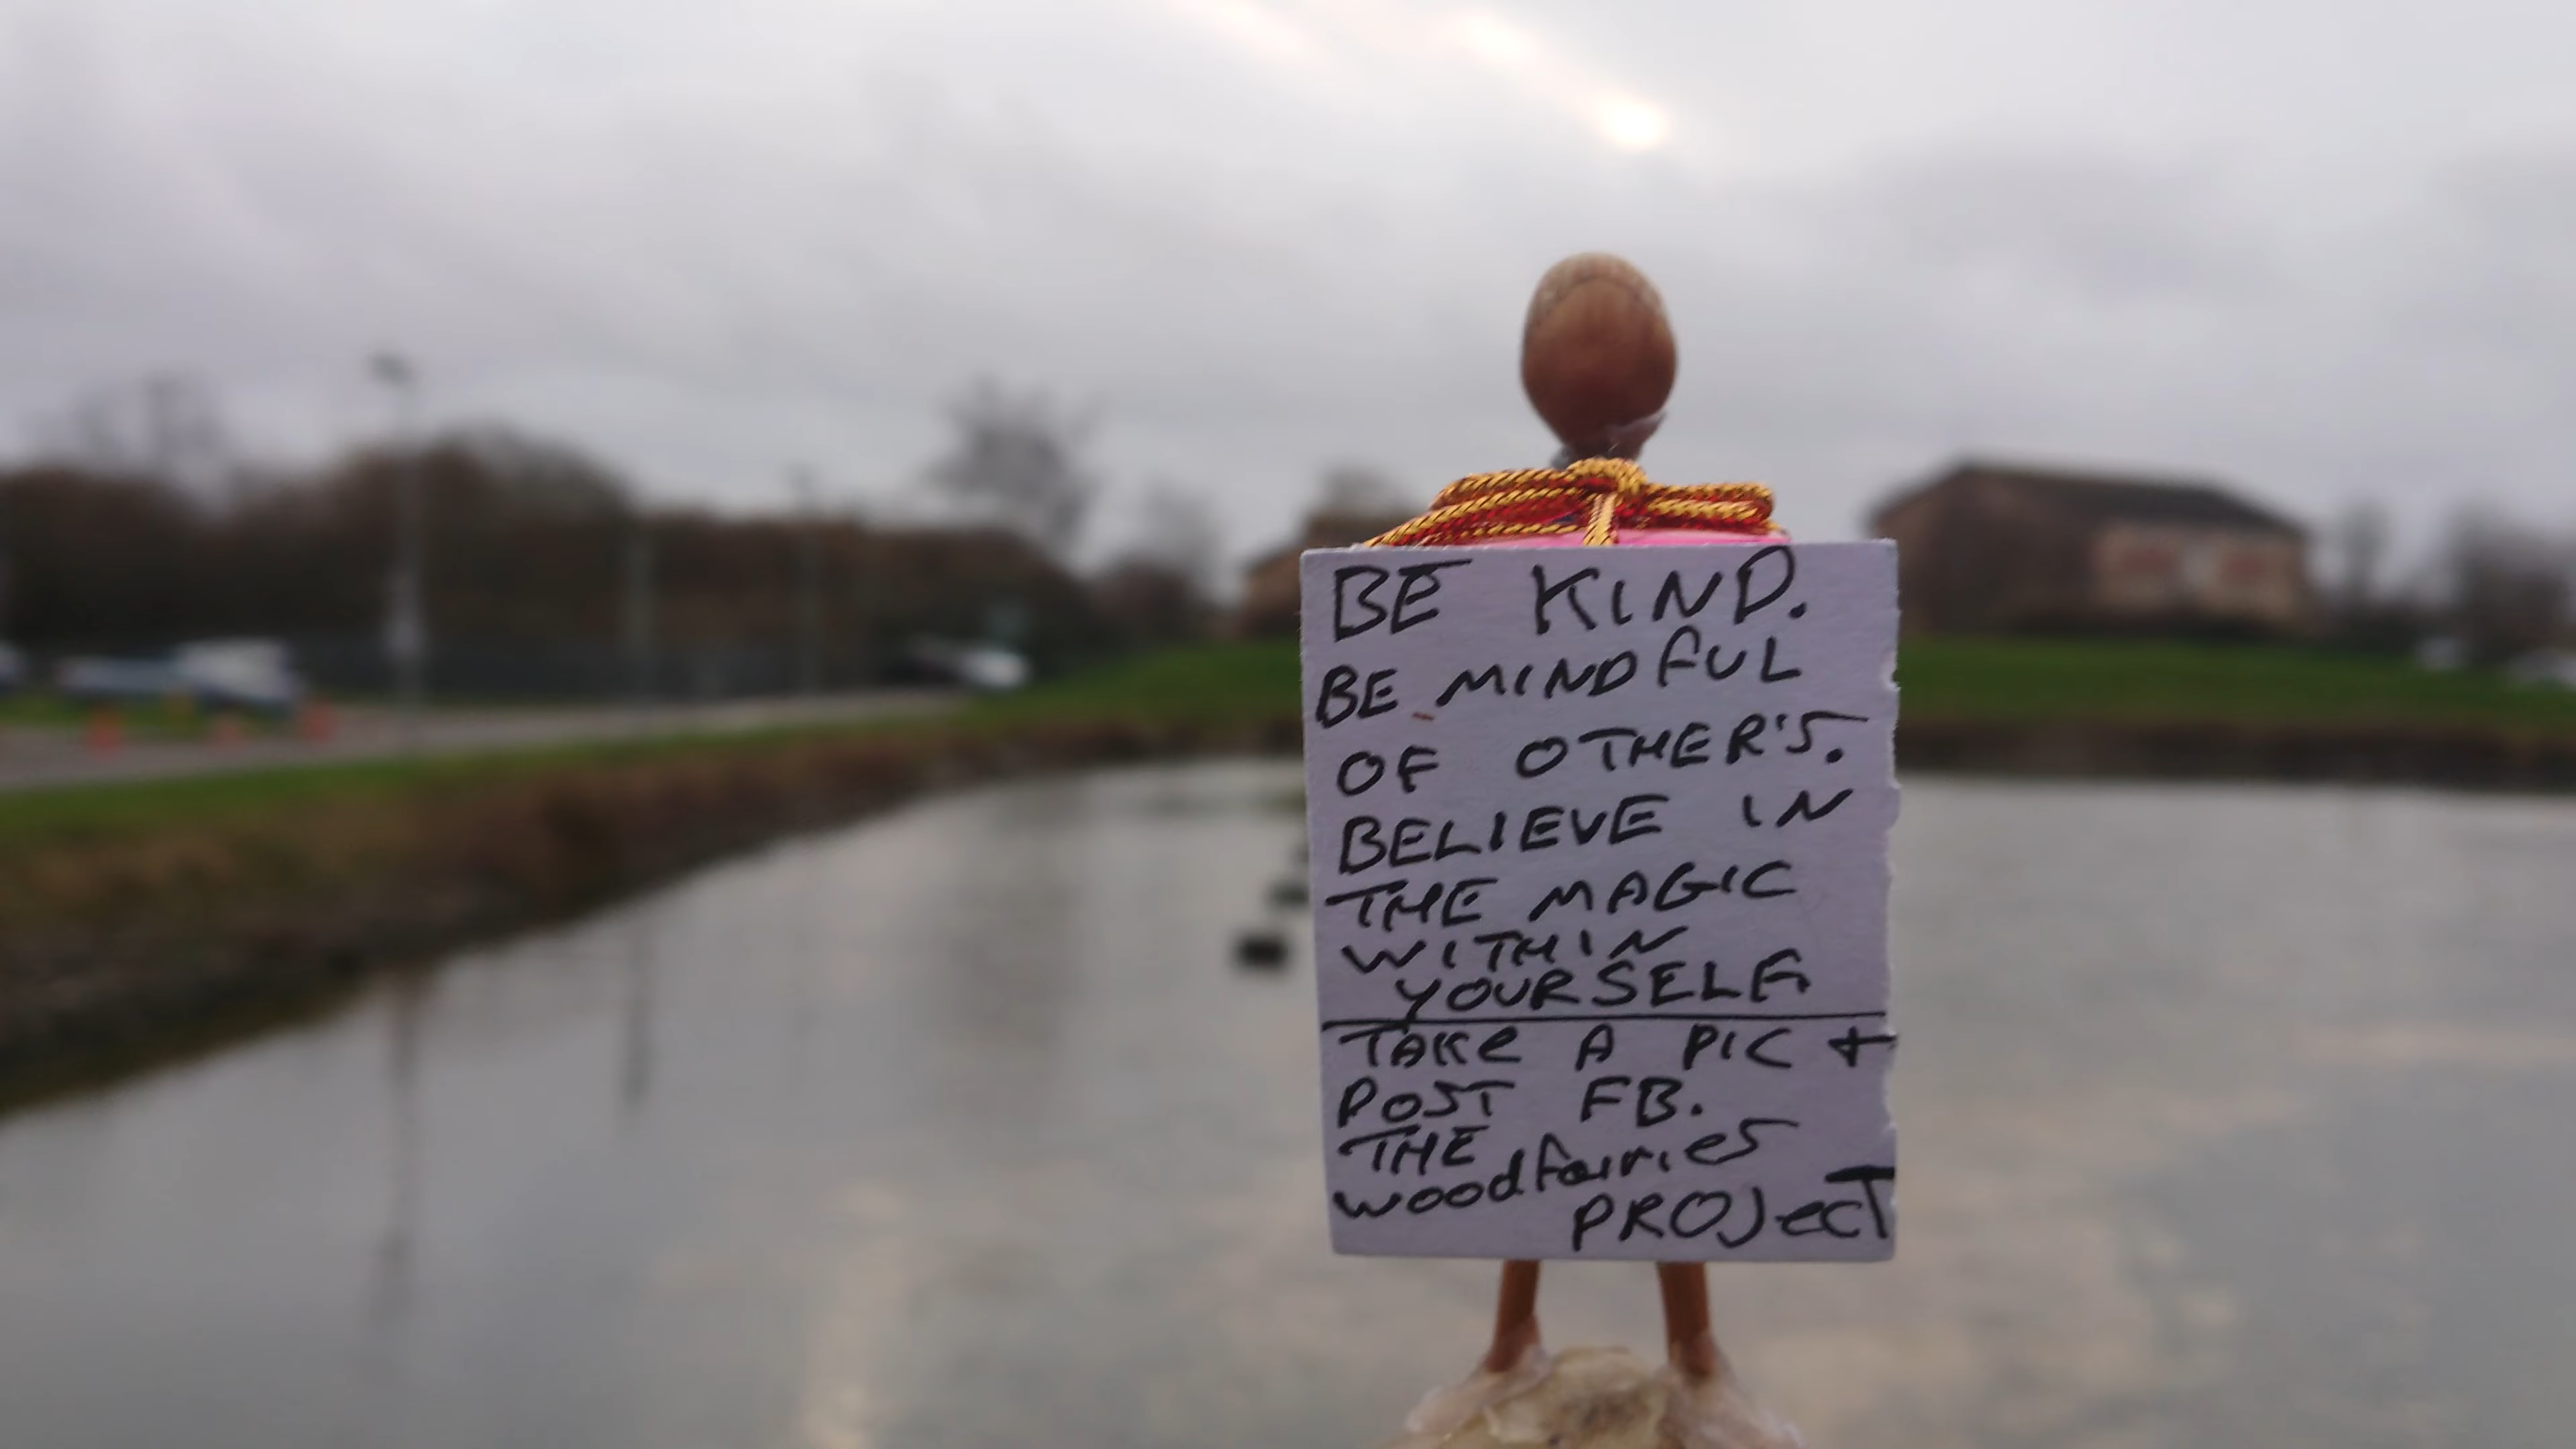 BE KIND.
BE MINDFUL
OF OTHER'S.
BELIEVE IN
THE MAGIC
WITHIN
YOURSELF.
TAKe A PIC +
POST FB.
THE
woodfairies
PROJecT